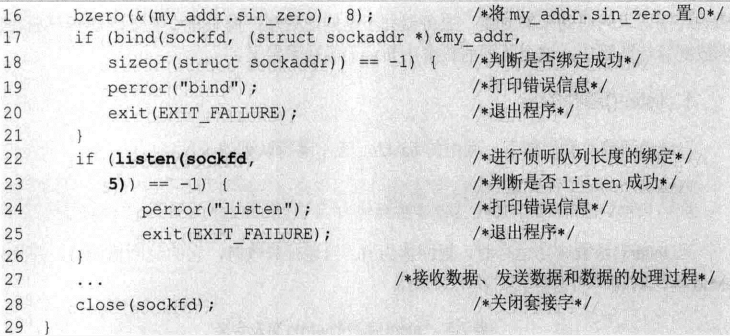 16 bzero(&(my_addr.sin_zero), 8); /*将 my_addr.sin_zero 置 0*/
17 if (bind(sockfd, (struct sockaddr *)&my_addr,
18 sizeof(struct sockaddr)) == -1) { /*判断是否绑定成功*/
19 perror("bind"); /*打印错误信息*/
20 exit(EXIT_FAILURE); /*退出程序*/
21 }
22 if (listen(sockfd, /*进行侦听队列长度的绑定*/
23 5)) == -1) { /*判断是否 listen 成功*/
24 perror("listen"); /*打印错误信息*/
25 exit(EXIT_FAILURE); /*退出程序*/
26 }
27 ... /*接收数据、发送数据和数据的处理过程*/
28 close(sockfd); /*关闭套接字*/
29 }